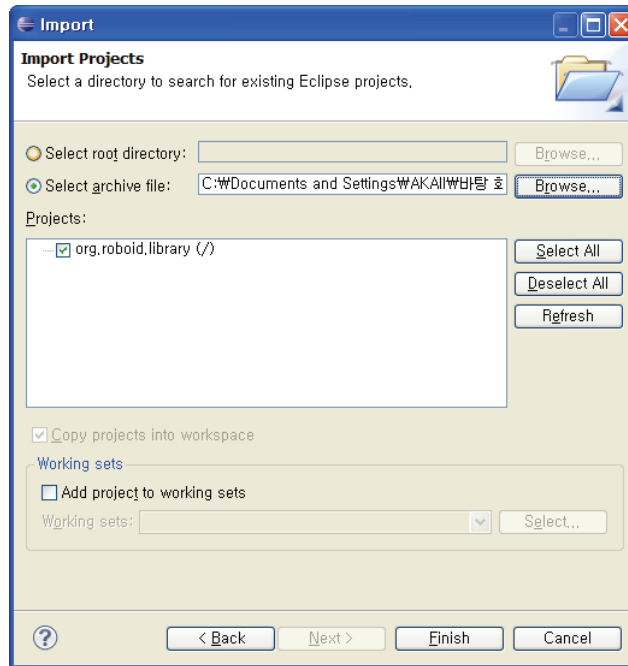 Import
Import Projects
Select a directory to search for existing Eclipse projects.
Select root directory: Browse...
Select archive file: C:₩Documents and Settings₩AKAII₩바탕 호 Browse...
Projects:
org.roboid.library (/)
Select All
Deselect All
Refresh
Copy projects into workspace
Working sets
Add project to working sets
Working sets: Select...
? < Back Next > Finish Cancel